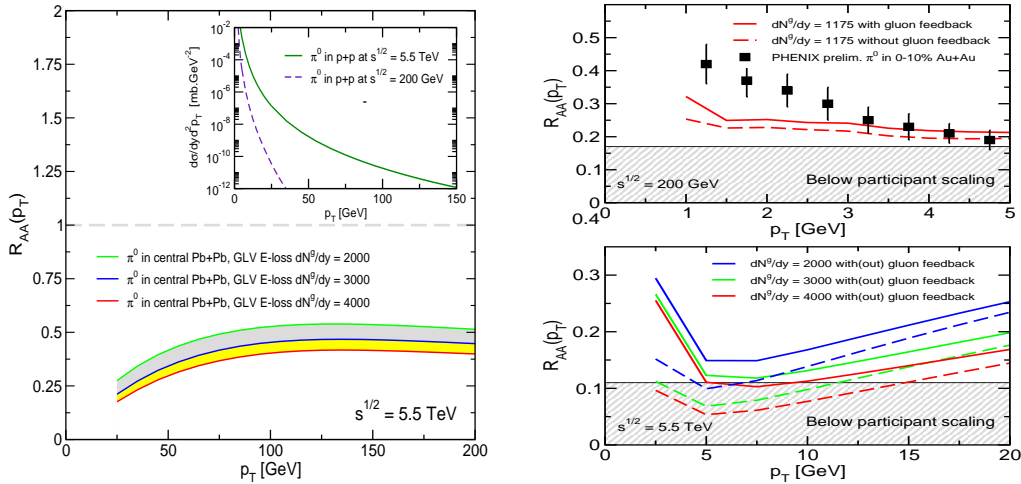 2
1.75
1.5
1.25
1
0.75
0.5
0.25
0
R_AA(p_T)
0 50 100 150 200
p_T [GeV]
π^0 in central Pb+Pb, GLV E-loss dN^g/dy = 2000
π^0 in central Pb+Pb, GLV E-loss dN^g/dy = 3000
π^0 in central Pb+Pb, GLV E-loss dN^g/dy = 4000
s^1/2 = 5.5 TeV
10^-2
10^-4
10^-6
10^-8
10^-10
10^-12
dσ/dyd^2p_T [mb.GeV^-2]
π^0 in p+p at s^1/2 = 5.5 TeV
π^0 in p+p at s^1/2 = 200 GeV
0 50 100 150
p_T [GeV]
dN^g/dy = 1175 with gluon feedback
dN^g/dy = 1175 without gluon feedback
PHENIX prelim. π^0 in 0-10% Au+Au
0.5
0.4
0.3
0.2
0.1
0
R_AA(p_T)
s^1/2 = 200 GeV
Below participant scaling
0 1 2 3 4 5
p_T [GeV]
dN^g/dy = 2000 with(out) gluon feedback
dN^g/dy = 3000 with(out) gluon feedback
dN^g/dy = 4000 with(out) gluon feedback
0.4
0.3
0.2
0.1
0
R_AA(p_T)
s^1/2 = 5.5 TeV
Below participant scaling
0 5 10 15 20
p_T [GeV]